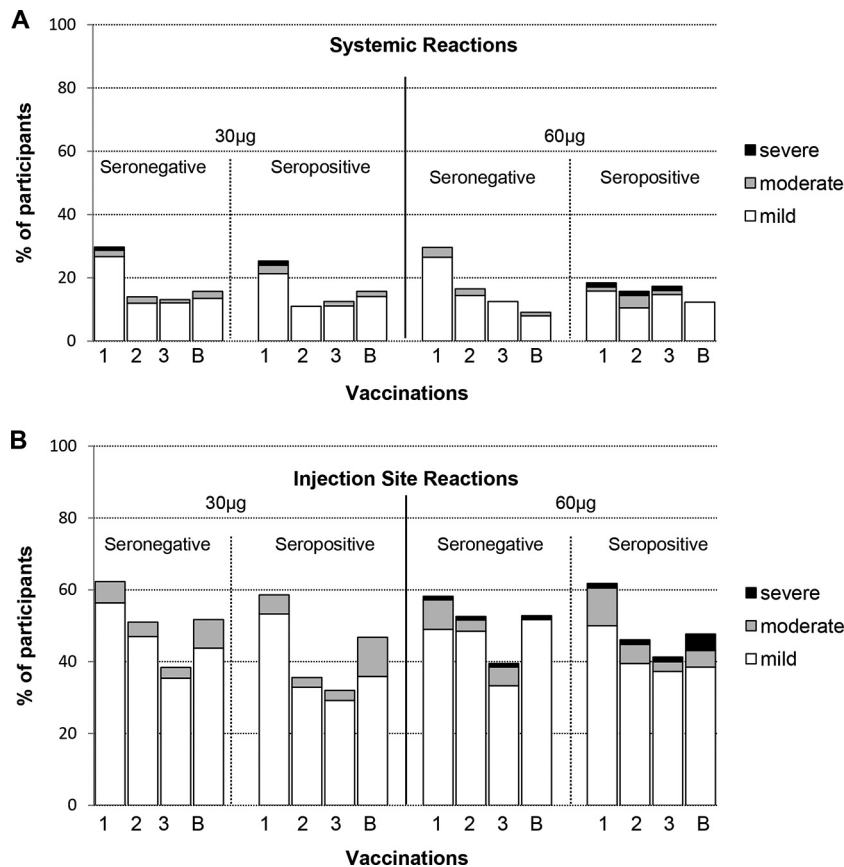 A
Systemic Reactions
% of participants
100
80
60
40
20
0
30µg
60µg
Seronegative
Seropositive
Seronegative
Seropositive
severe
moderate
mild
1 2 3 B 1 2 3 B 1 2 3 B 1 2 3 B
Vaccinations
B
Injection Site Reactions
% of participants
100
80
60
40
20
0
30µg
60µg
Seronegative
Seropositive
Seronegative
Seropositive
severe
moderate
mild
1 2 3 B 1 2 3 B 1 2 3 B 1 2 3 B
Vaccinations